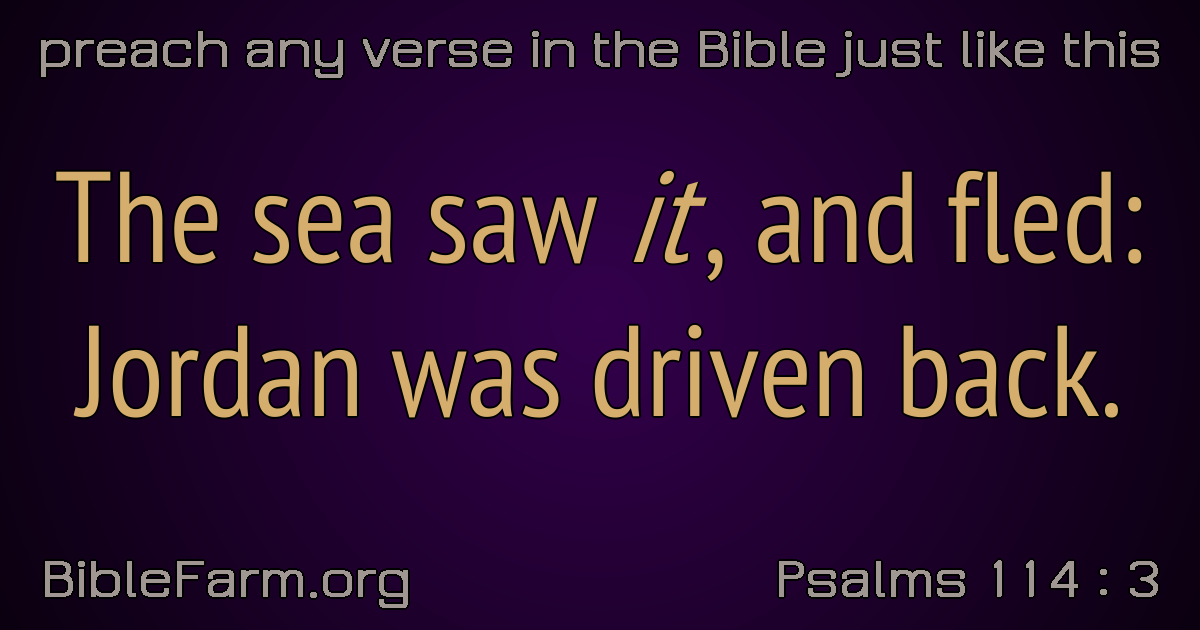 preach any verse in the Bible just like this
The sea saw it, and fled:
Jordan was driven back.
BibleFarm.org
Psalms 114 : 3